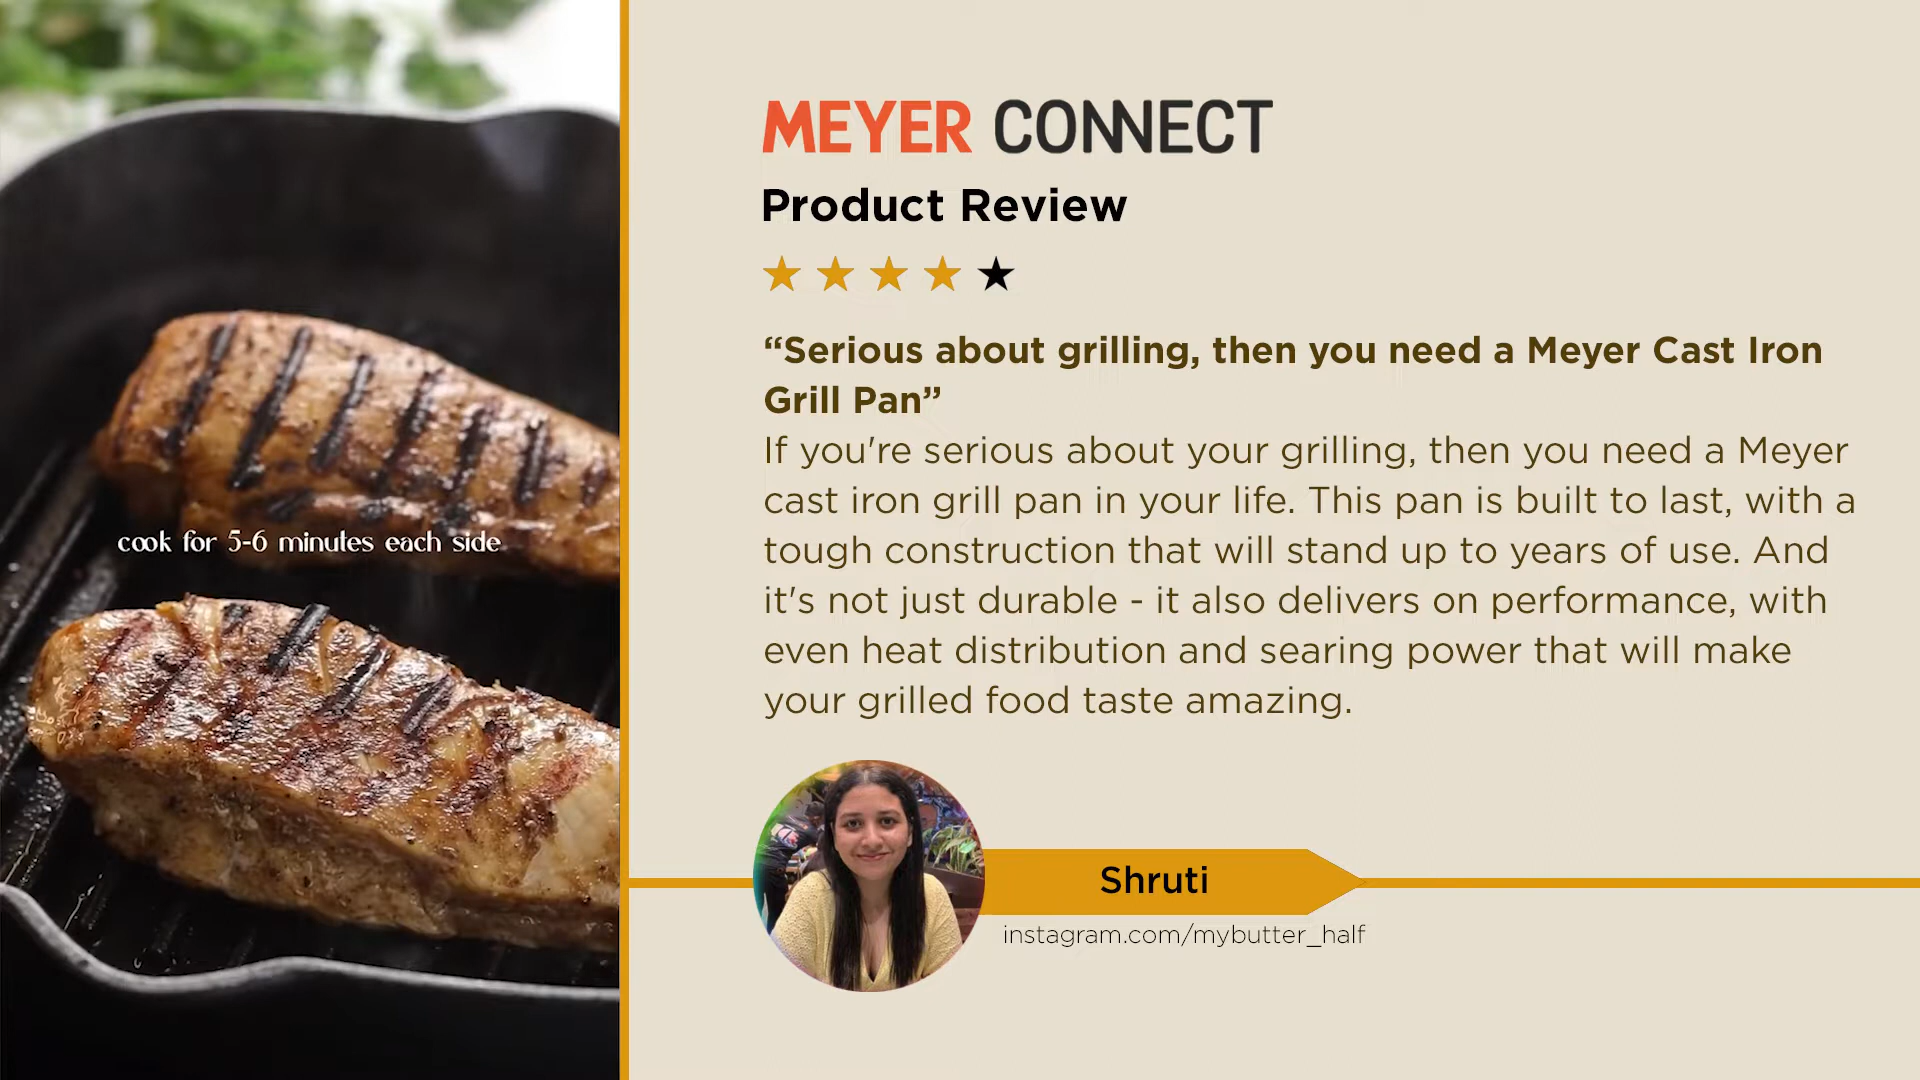 cook for 5-6 minutes each side
MEYER CONNECT
Product Review
“Serious about grilling, then you need a Meyer Cast Iron
Grill Pan”
If you're serious about your grilling, then you need a Meyer
cast iron grill pan in your life. This pan is built to last, with a
tough construction that will stand up to years of use. And
it's not just durable - it also delivers on performance, with
even heat distribution and searing power that will make
your grilled food taste amazing.
Shruti
instagram.com/mybutter_half